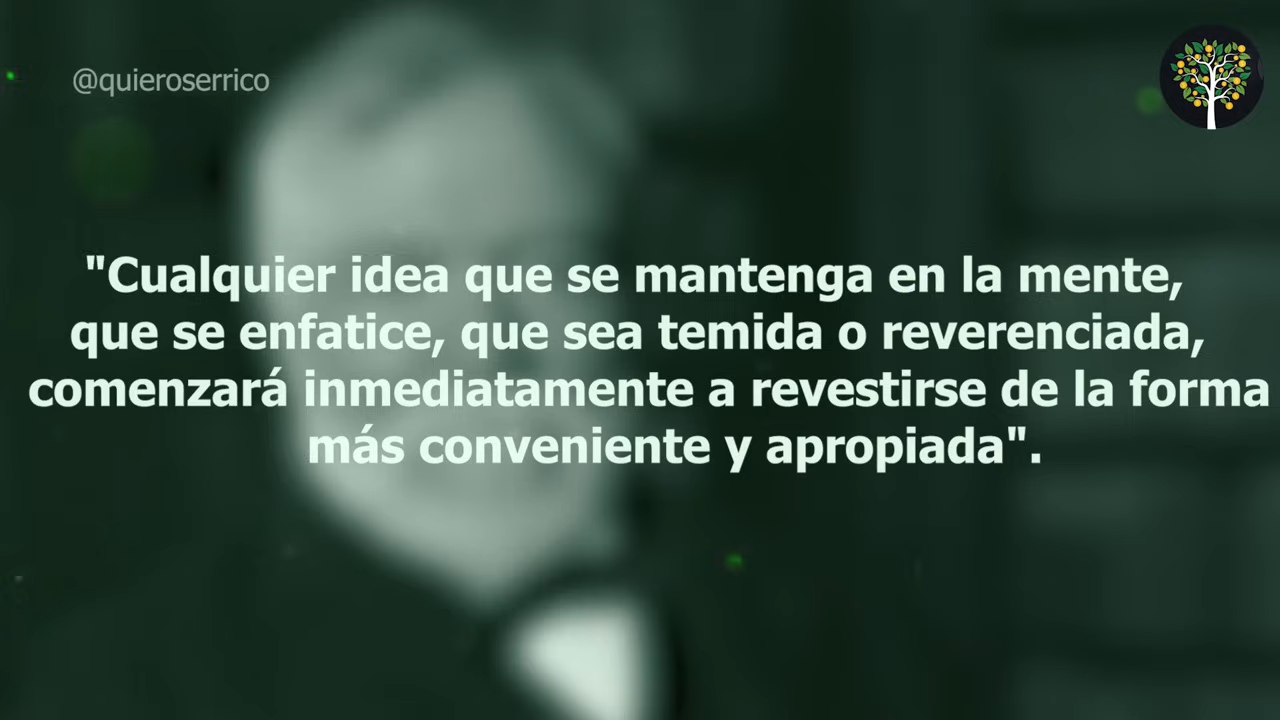 @quieroserrico
"Cualquier idea que se mantenga en la mente,
que se enfatice, que sea temida o reverenciada,
comenzará inmediatamente a revestirse de la forma
más conveniente y apropiada".